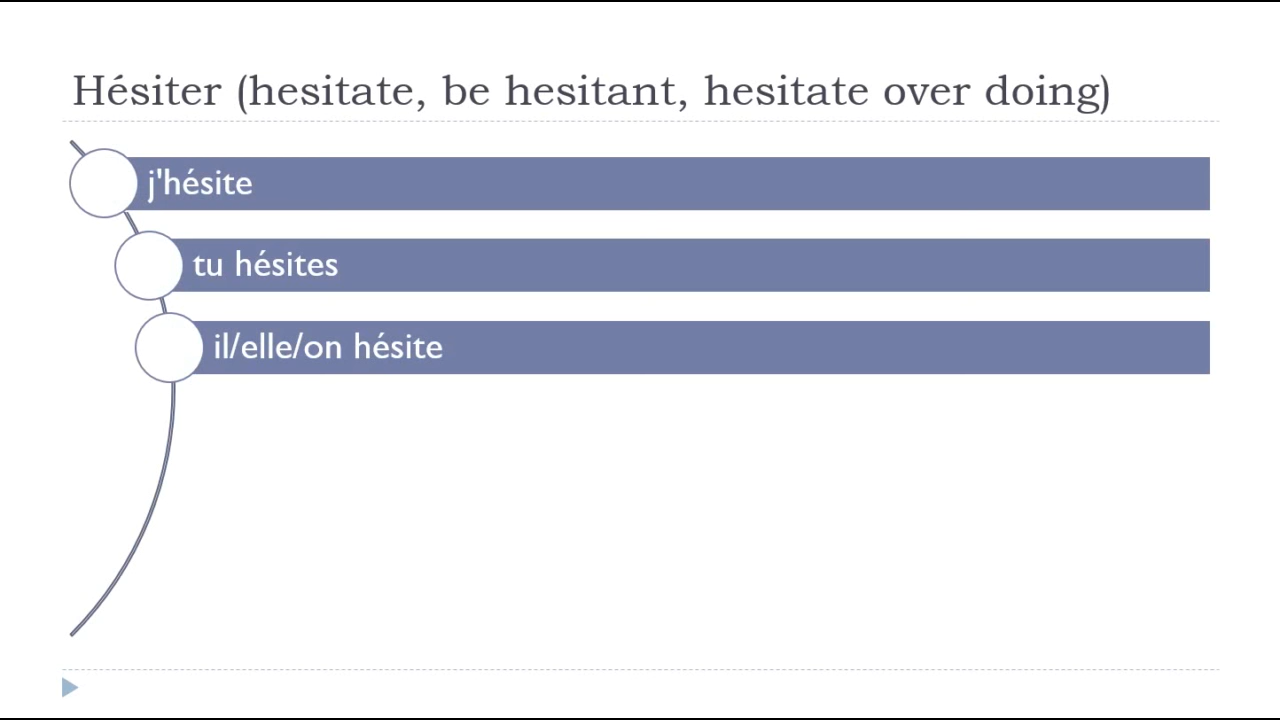 Hésiter (hesitate, be hesitant, hesitate over doing)
j'hésite
tu hésites
il/elle/on hésite